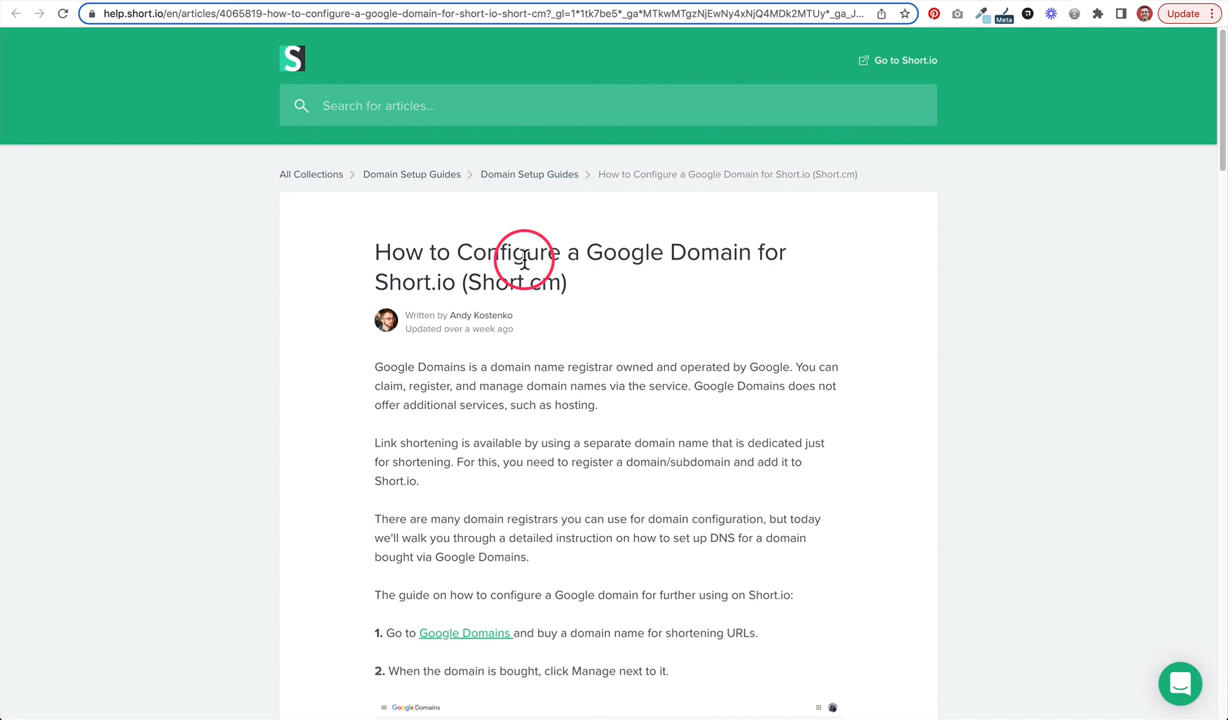 help.short.io/en/articles/4065819-how-to-configure-a-google-domain-for-short-io-short-cm?_gl=1*1tk7be5*_ga*MTkwMTgzNjEwNy4xNjQ4MDk2MTUy*_ga_J...
Meta
Update
S
Go to Short.io
Search for articles...
All Collections
Domain Setup Guides
Domain Setup Guides
How to Configure a Google Domain for Short.io (Short.cm)
How to Configure a Google Domain for
Short.io (Short.cm)
Written by Andy Kostenko
Updated over a week ago
Google Domains is a domain name registrar owned and operated by Google. You can
claim, register, and manage domain names via the service. Google Domains does not
offer additional services, such as hosting.
Link shortening is available by using a separate domain name that is dedicated just
for shortening. For this, you need to register a domain/subdomain and add it to
Short.io.
There are many domain registrars you can use for domain configuration, but today
we'll walk you through a detailed instruction on how to set up DNS for a domain
bought via Google Domains.
The guide on how to configure a Google domain for further using on Short.io:
1. Go to Google Domains and buy a domain name for shortening URLs.
2. When the domain is bought, click Manage next to it.
Google Domains